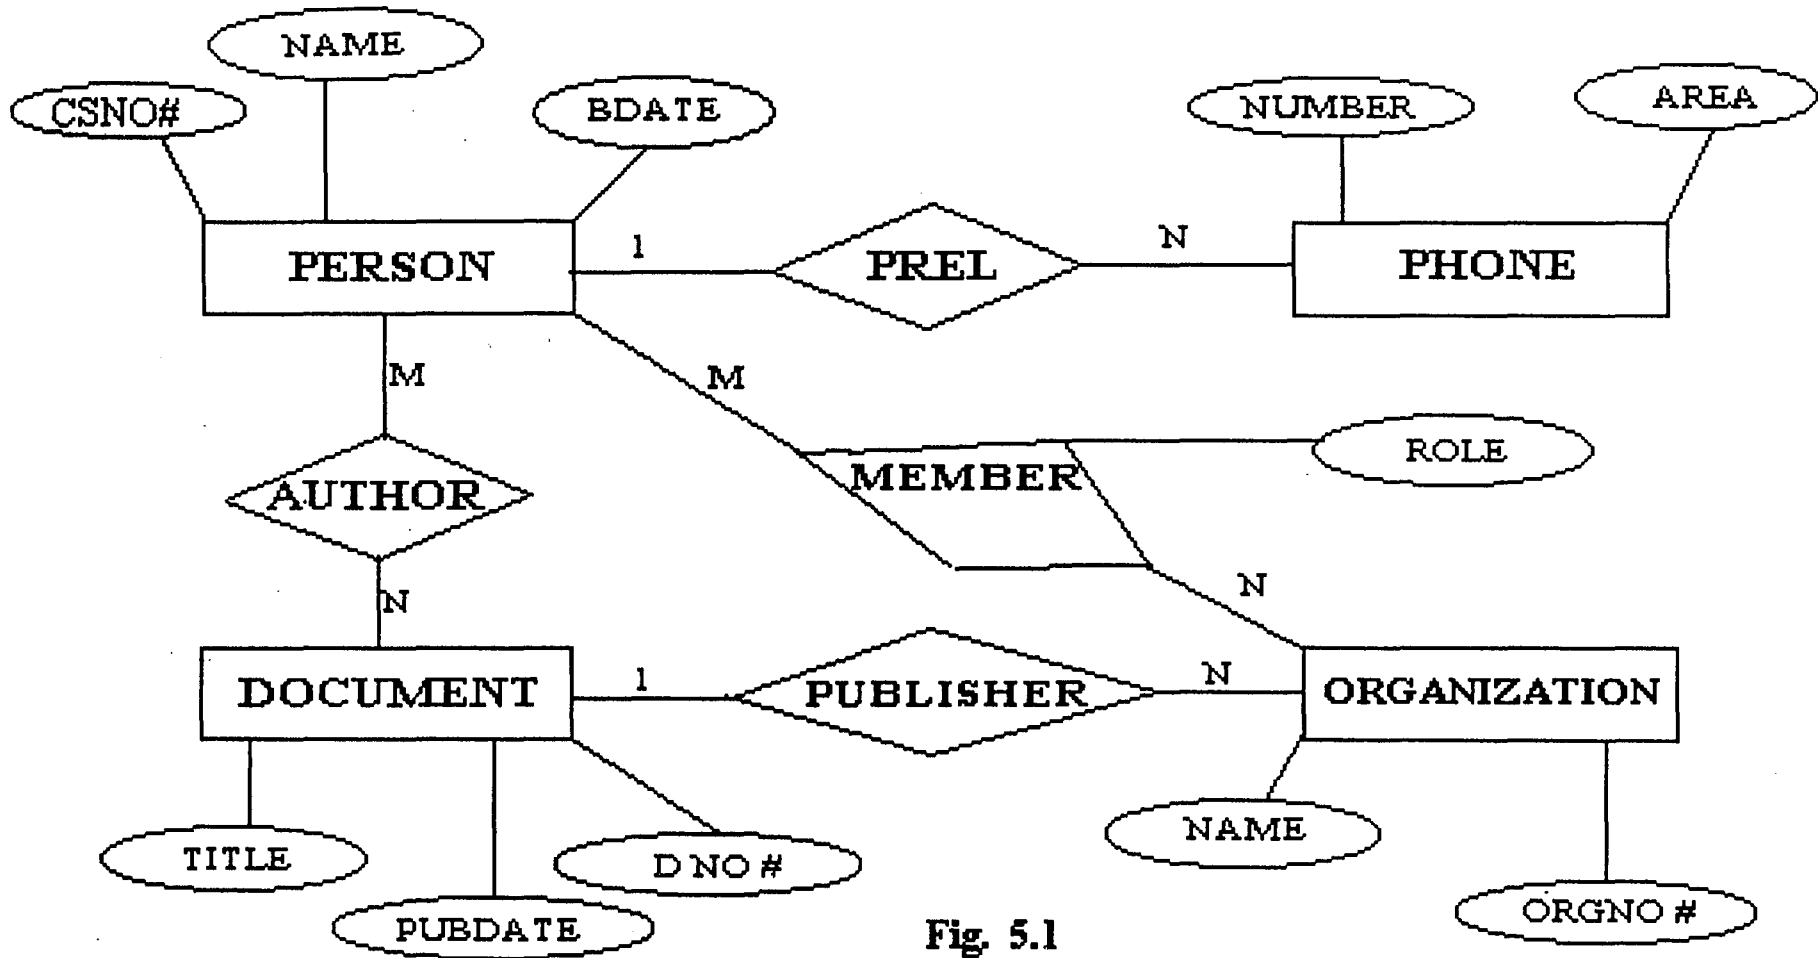 NAME
CSNO#
BDATE
NUMBER
AREA
PERSON
1
PREL
N
PHONE
M
M
ROLE
MEMBER
AUTHOR
N
N
DOCUMENT
1
PUBLISHER
N
ORGANIZATION
TITLE
D NO #
NAME
PUBDATE
ORGNO #
Fig. 5.1